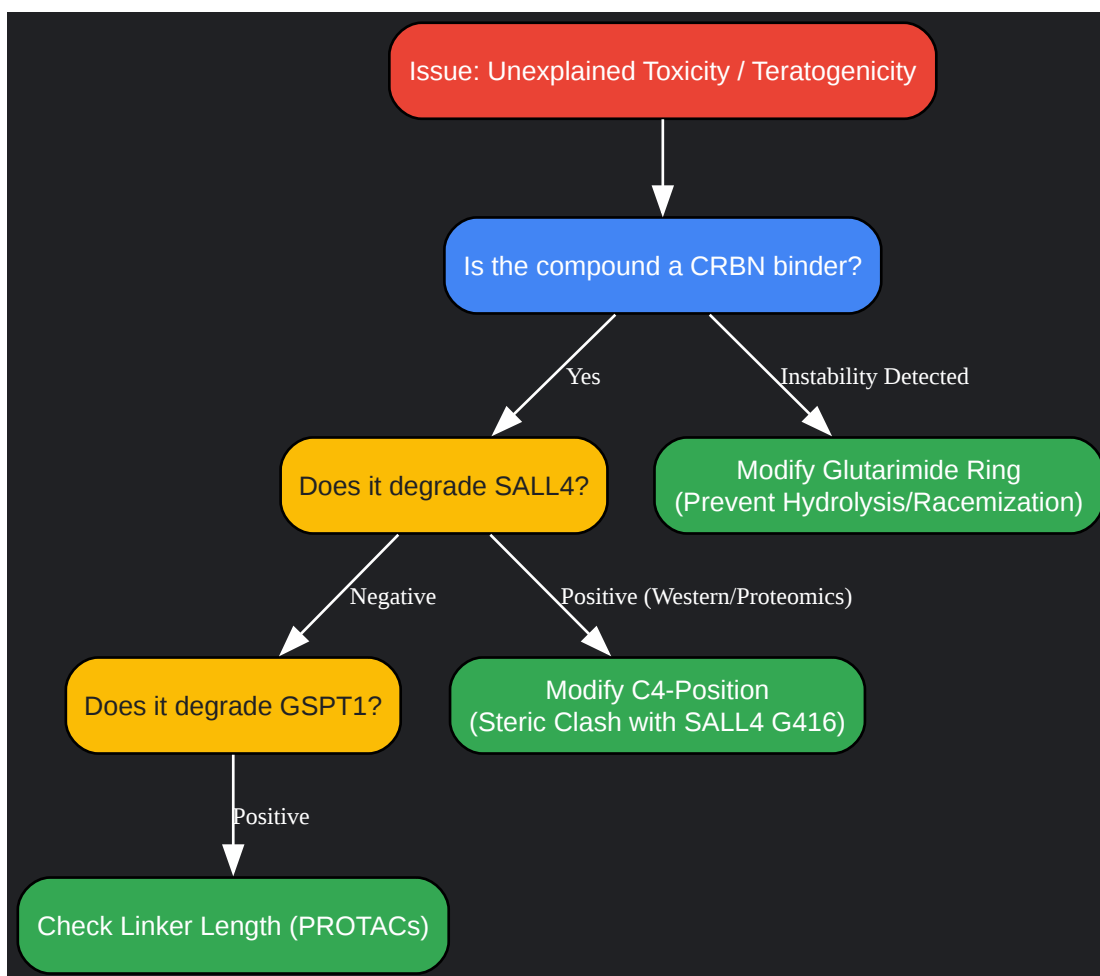 Issue: Unexplained Toxicity / Teratogenicity
Is the compound a CRBN binder?
Yes
Instability Detected
Does it degrade SALL4?
Modify Glutarimide Ring
(Prevent Hydrolysis/Racemization)
Negative
Positive (Western/Proteomics)
Does it degrade GSPT1?
Modify C4-Position
(Steric Clash with SALL4 G416)
Positive
Check Linker Length (PROTACs)